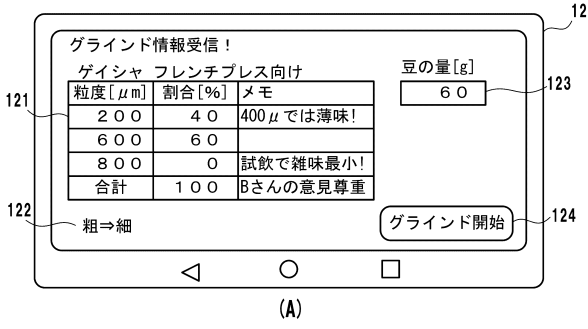 12
グラインド情報受信！
ゲイシャ フレンチプレス向け
豆の量[g]
121
粒度[μm] 割合[%] メモ
６０
123
２００ ４０ 400μでは薄味!
６００ ６０
８００ ０ 試飲で雑味最小!
合計 １００ Bさんの意見尊重
122
粗⇒細
グラインド開始
124
(A)